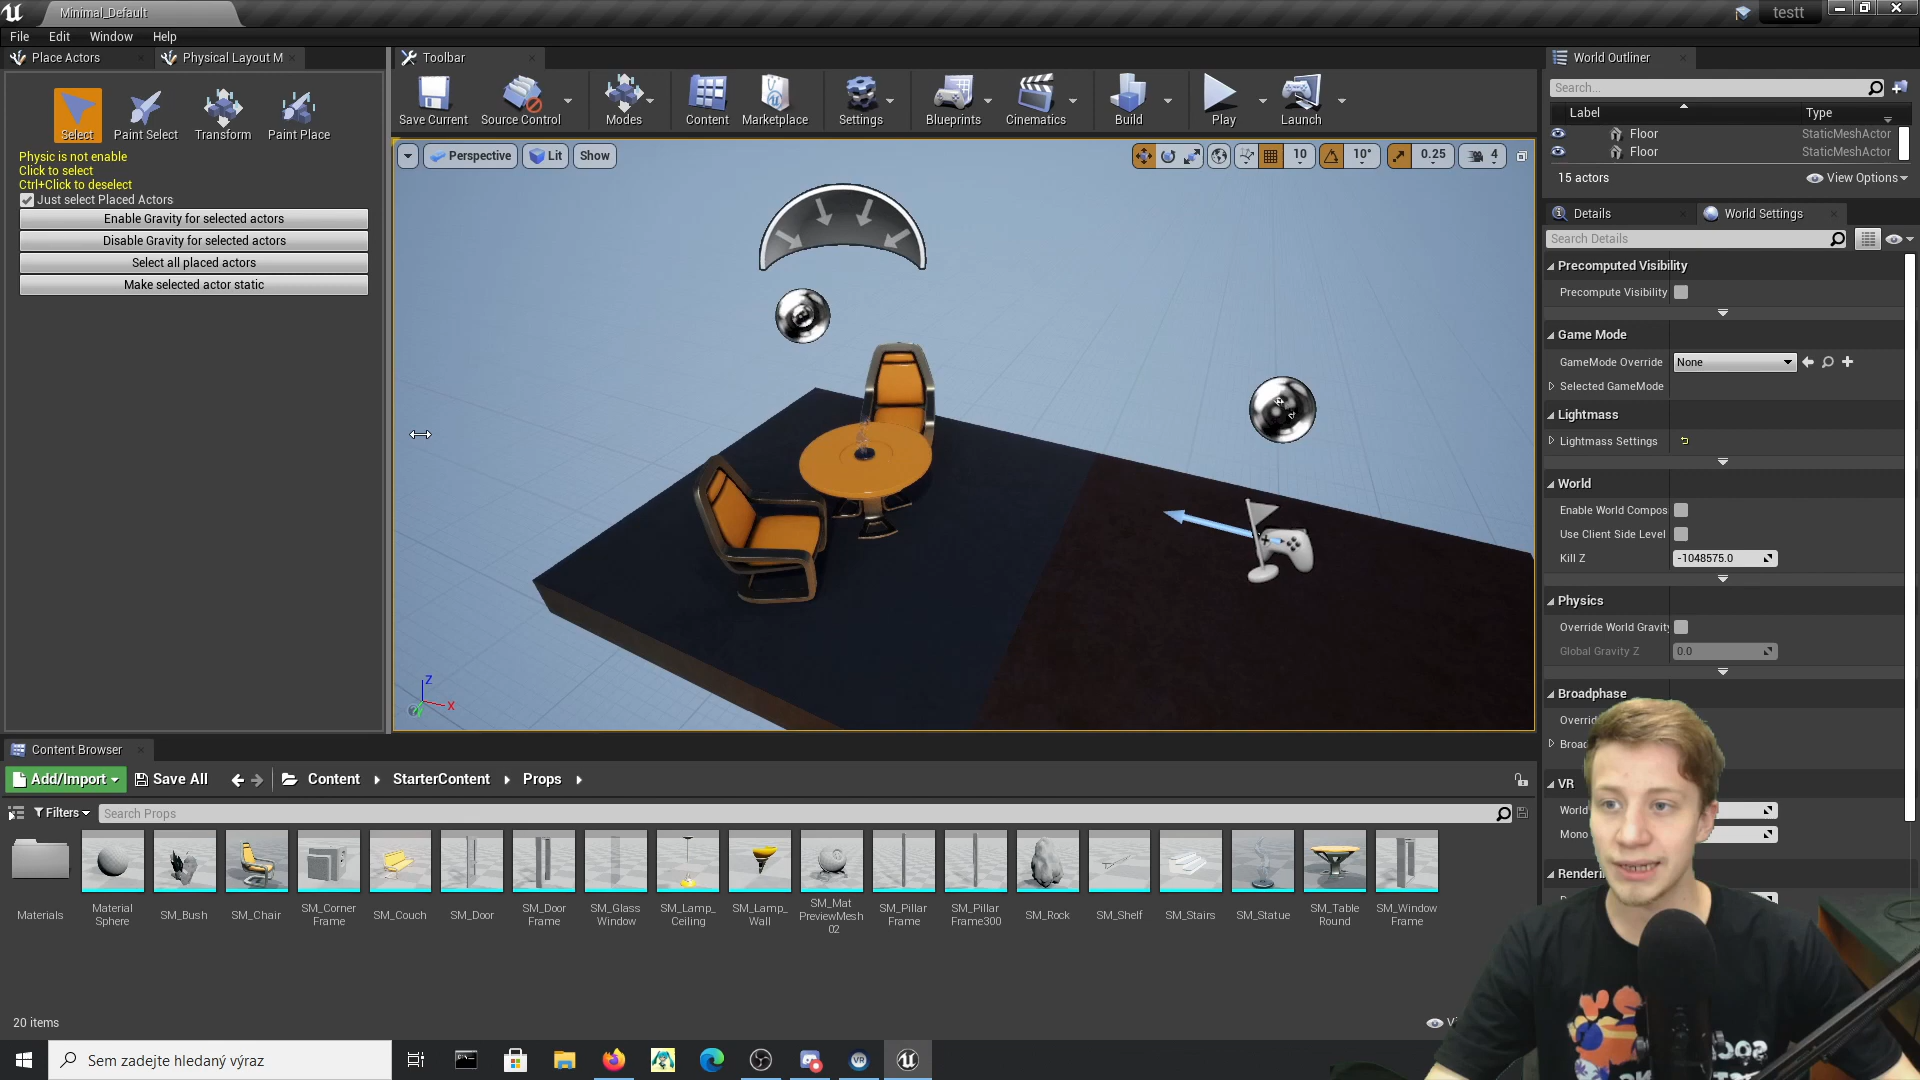 Minimal_Default
testt
File Edit Window Help
Place Actors
Physical Layout M
Toolbar
World Outliner
Select
Paint Select
Transform
Paint Place
Physic is not enable
Click to select
Ctrl+Click to deselect
Just select Placed Actors
Enable Gravity for selected actors
Disable Gravity for selected actors
Select all placed actors
Make selected actor static
Save Current
Source Control
Modes
Content
Marketplace
Settings
Blueprints
Cinematics
Build
Play
Launch
Perspective
Lit
Show
10
10°
0.25
4
Z
X
Search...
Label
Type
Floor StaticMeshActor
Floor StaticMeshActor
15 actors
View Options
Details
World Settings
Search Details
Precomputed Visibility
Precompute Visibility
Game Mode
GameMode Override None
Selected GameMode
Lightmass
Lightmass Settings
World
Enable World Compos
Use Client Side Level
Kill Z -1048575.0
Physics
Override World Gravity
Global Gravity Z 0.0
Broadphase
VR
World
Mono
Content Browser
Add/Import
Save All
Content
StarterContent
Props
Filters
Search Props
Materials
Material
Sphere
SM_Bush
SM_Chair
SM_Corner
Frame
SM_Couch
SM_Door
SM_Door
Frame
SM_Glass
Window
SM_Lamp_
Ceiling
SM_Lamp_
Wall
SM_Mat
PreviewMesh
02
SM_Pillar
Frame
SM_Pillar
Frame300
SM_Rock
SM_Shelf
SM_Stairs
SM_Statue
SM_Table
Round
SM_Window
Frame
20 items
Sem zadejte hledaný výraz